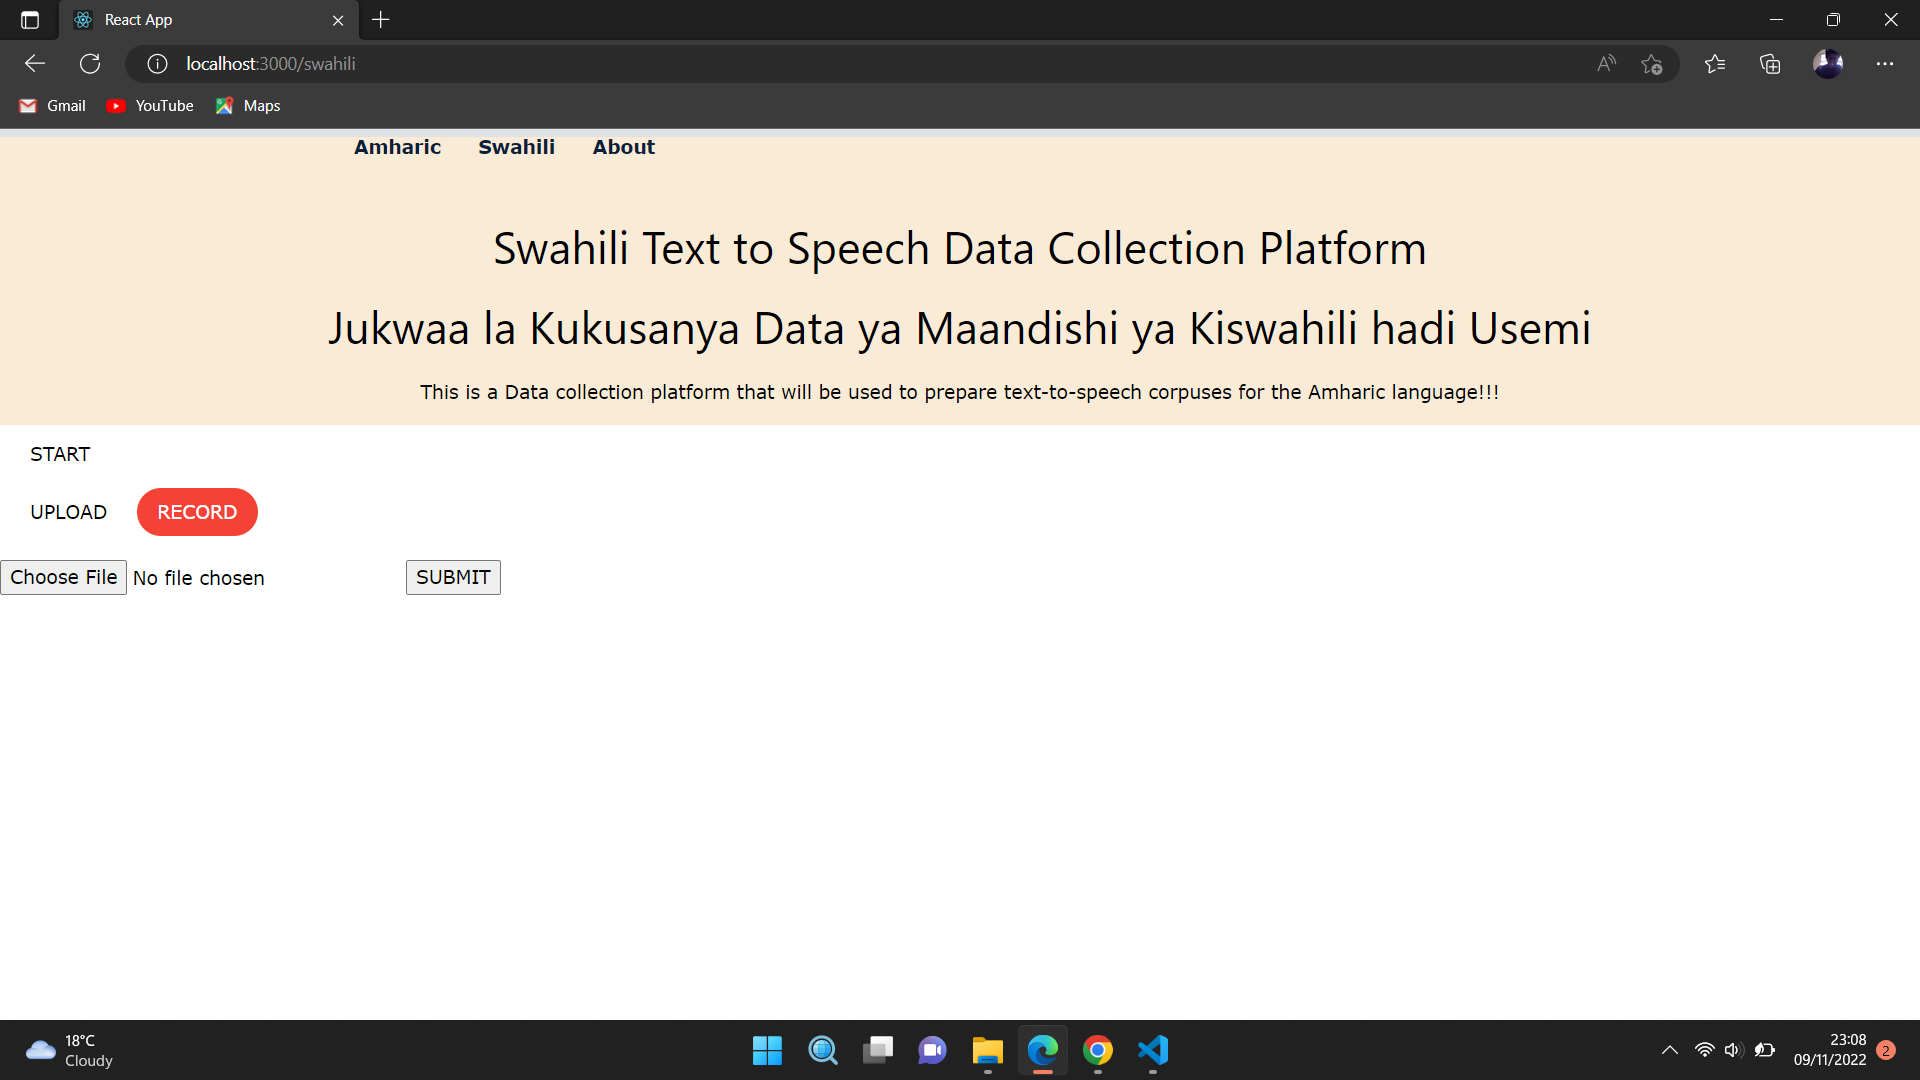 React App
localhost:3000/swahili
Gmail YouTube Maps
Amharic Swahili About
Swahili Text to Speech Data Collection Platform
Jukwaa la Kukusanya Data ya Maandishi ya Kiswahili hadi Usemi
This is a Data collection platform that will be used to prepare text-to-speech corpuses for the Amharic language!!!
START
UPLOAD RECORD
Choose File No file chosen SUBMIT
18°C
Cloudy
23:08
09/11/2022
2